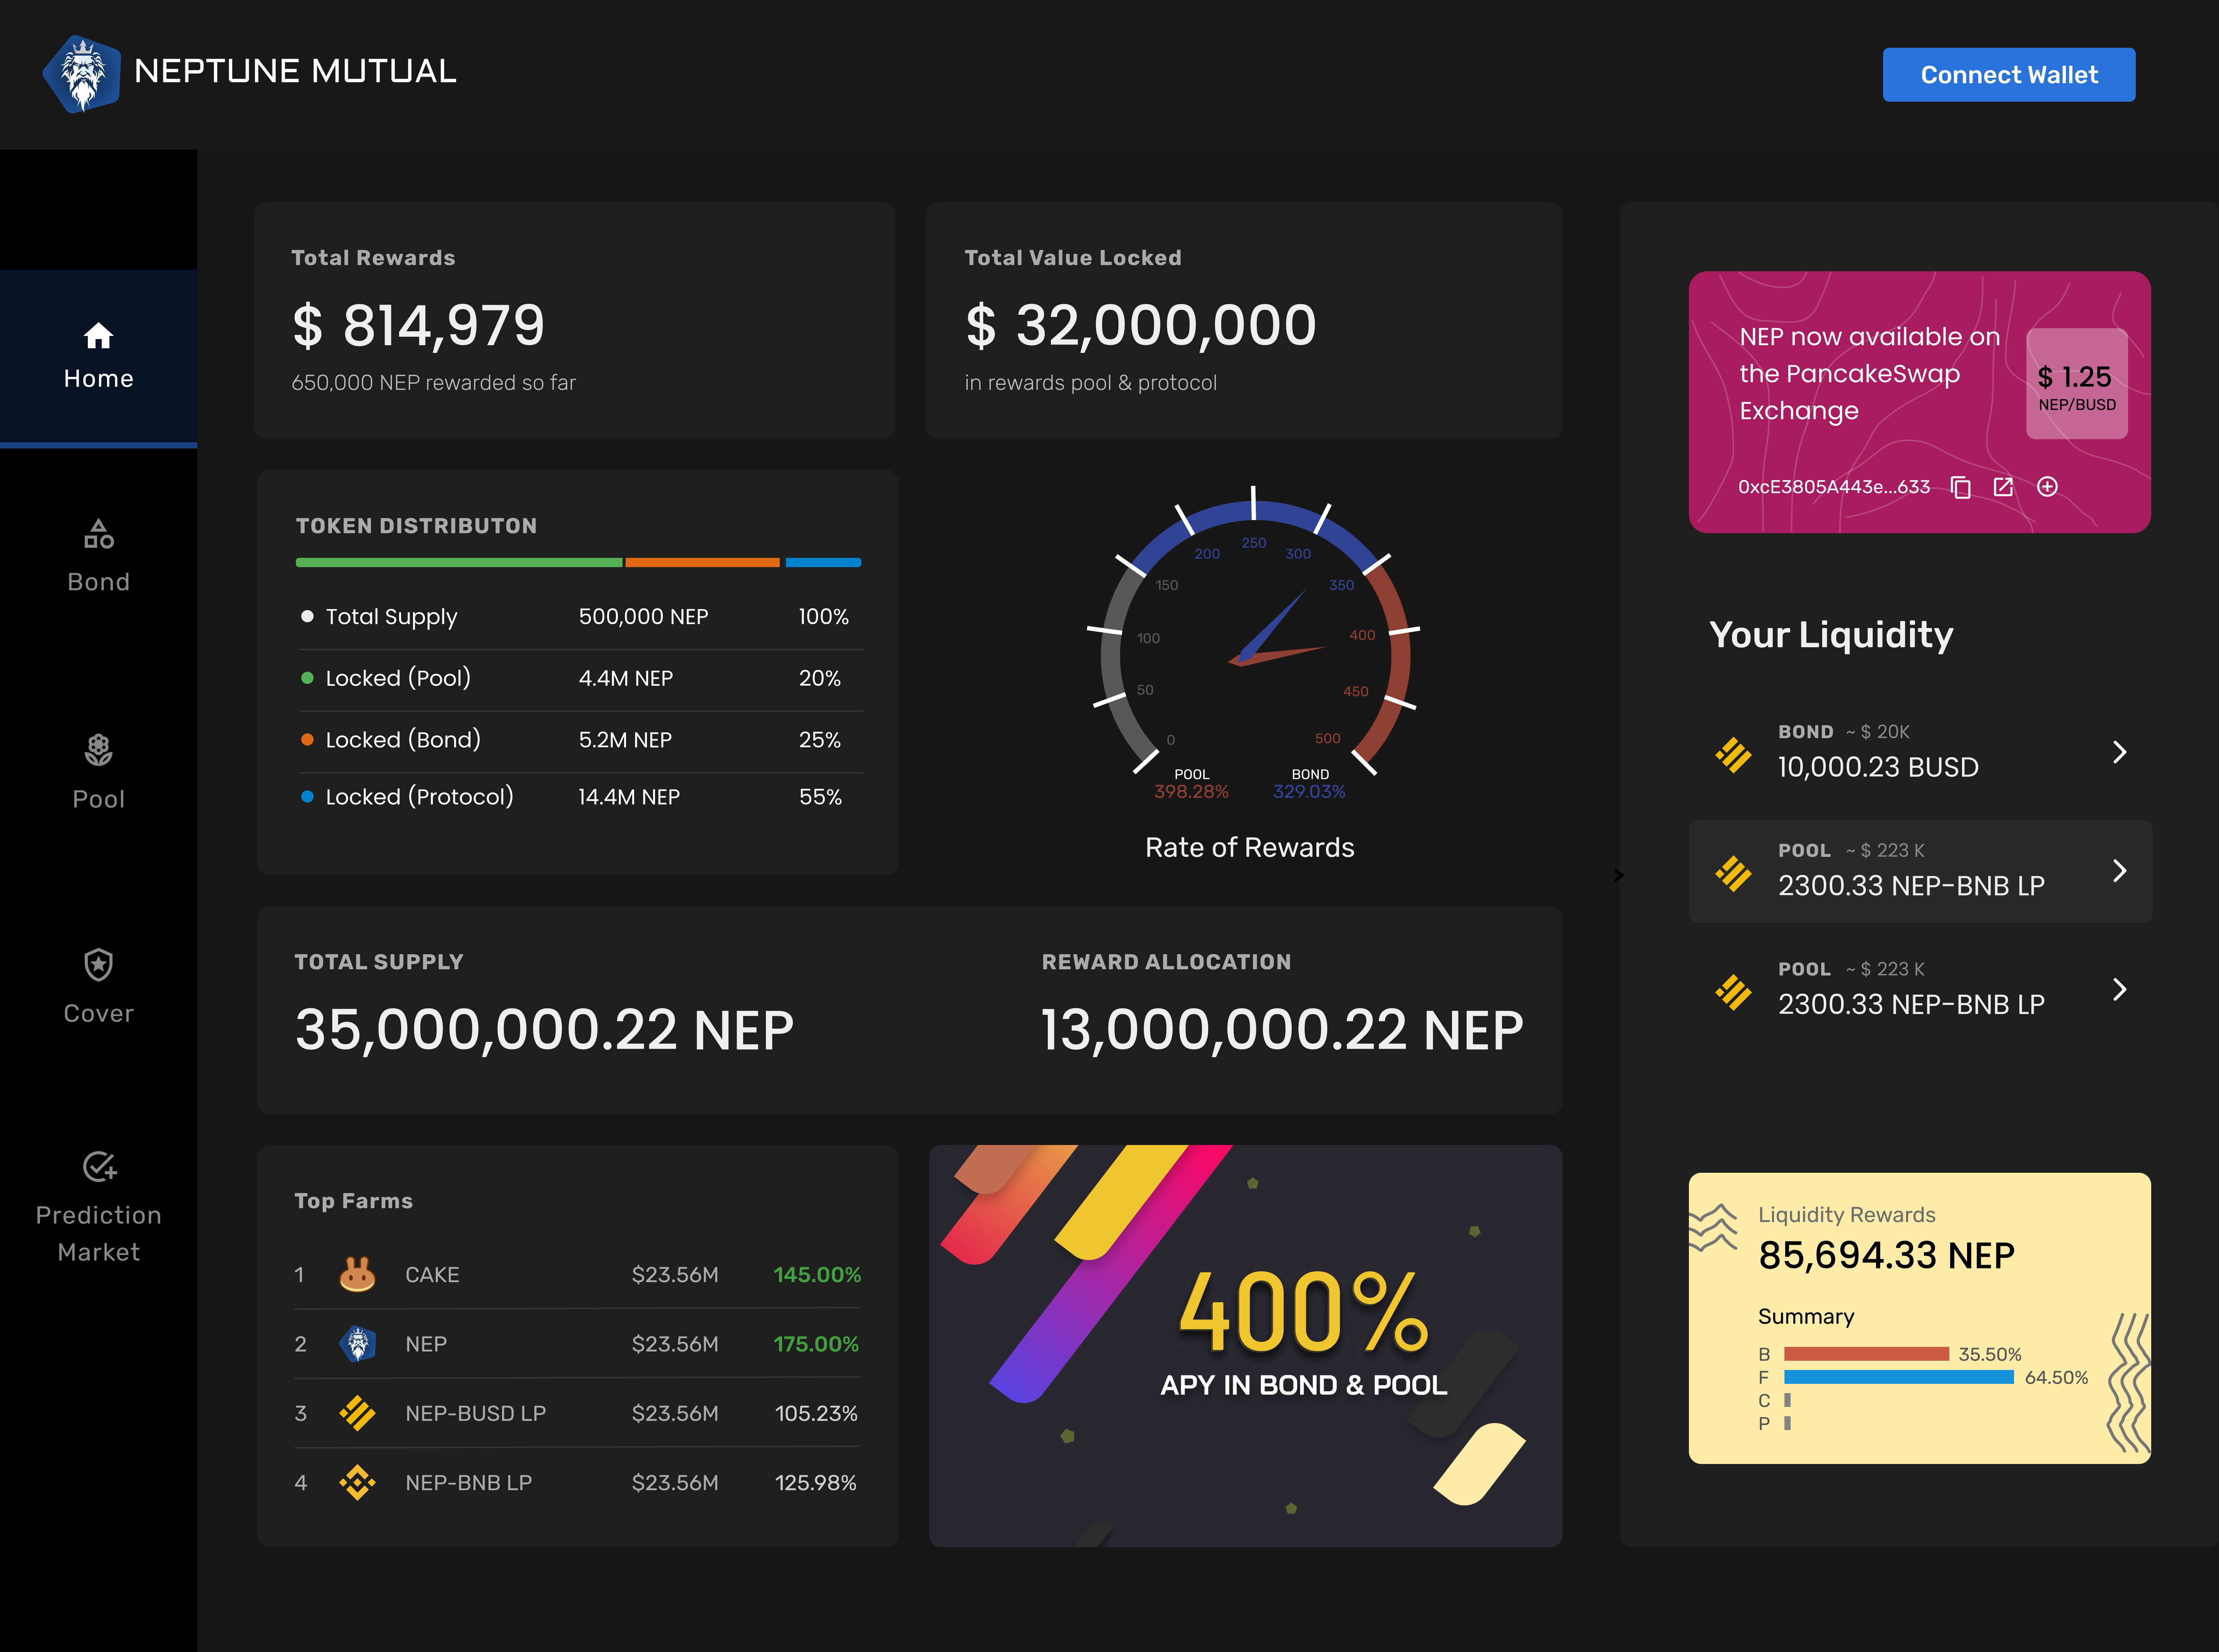 NEPTUNE MUTUAL
Connect Wallet
Home
Bond
Pool
Cover
Prediction
Market
Total Rewards
$ 814,979
650,000 NEP rewarded so far
Total Value Locked
$ 32,000,000
in rewards pool & protocol
TOKEN DISTRIBUTON
Total Supply 500,000 NEP 100%
Locked (Pool) 4.4M NEP 20%
Locked (Bond) 5.2M NEP 25%
Locked (Protocol) 14.4M NEP 55%
0
50
100
150
200
250
300
350
400
450
500
POOL
398.28%
BOND
329.03%
Rate of Rewards
TOTAL SUPPLY
35,000,000.22 NEP
REWARD ALLOCATION
13,000,000.22 NEP
Top Farms
1 CAKE $23.56M 145.00%
2 NEP $23.56M 175.00%
3 NEP-BUSD LP $23.56M 105.23%
4 NEP-BNB LP $23.56M 125.98%
400%
APY IN BOND & POOL
NEP now available on
the PancakeSwap
Exchange
$ 1.25
NEP/BUSD
0xcE3805A443e...633
Your Liquidity
BOND ~ $ 20K
10,000.23 BUSD
POOL ~ $ 223 K
2300.33 NEP-BNB LP
POOL ~ $ 223 K
2300.33 NEP-BNB LP
Liquidity Rewards
85,694.33 NEP
Summary
B 35.50%
F 64.50%
C
P